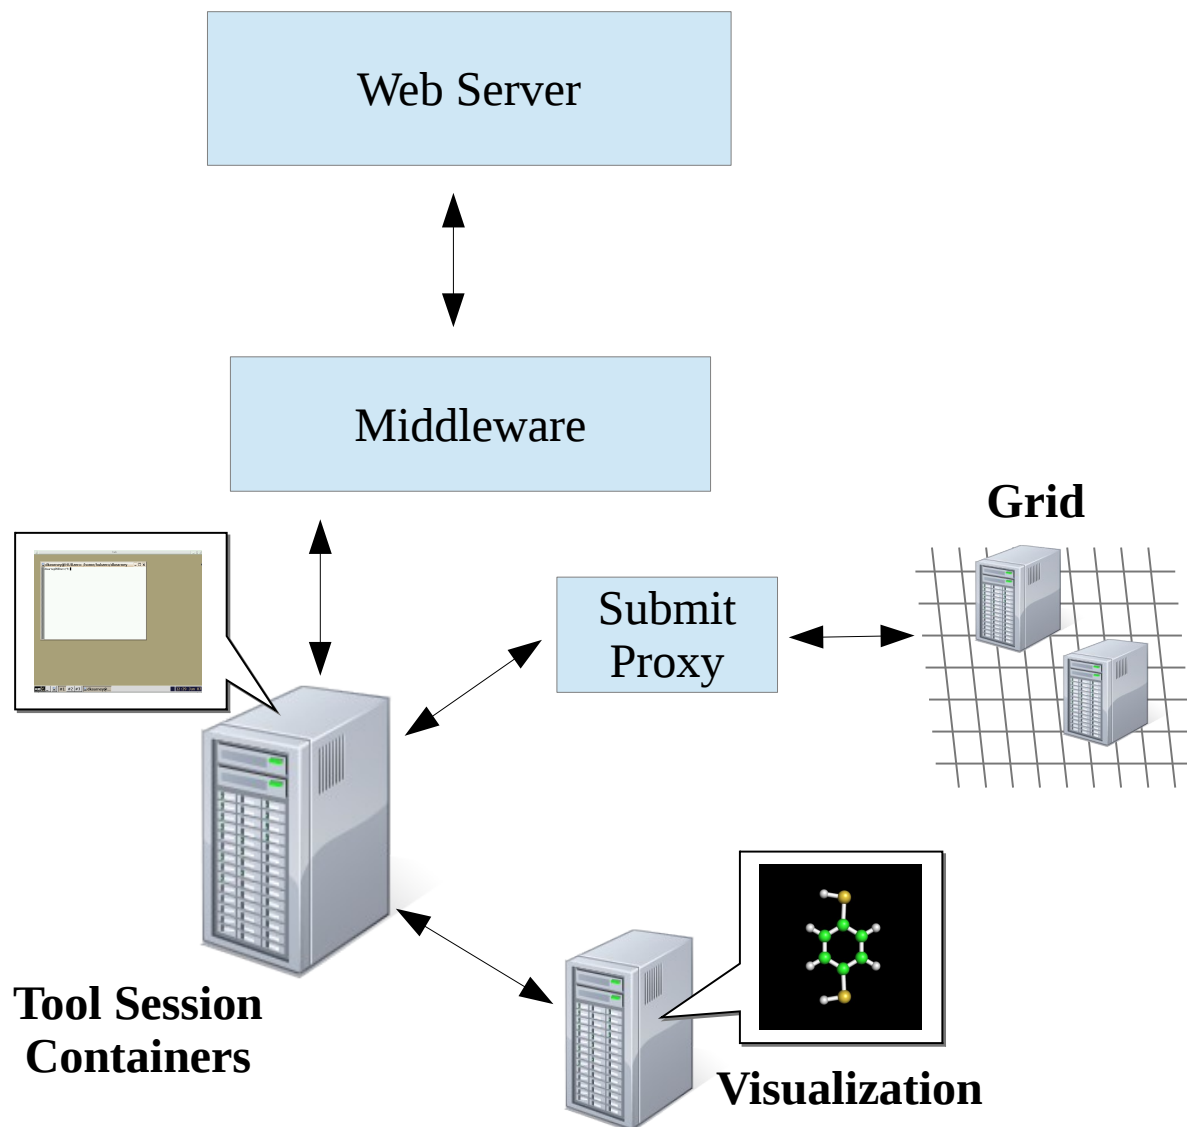 Web Server
Middleware
Grid
Submit
Proxy
Tool Session
Containers
Visualization